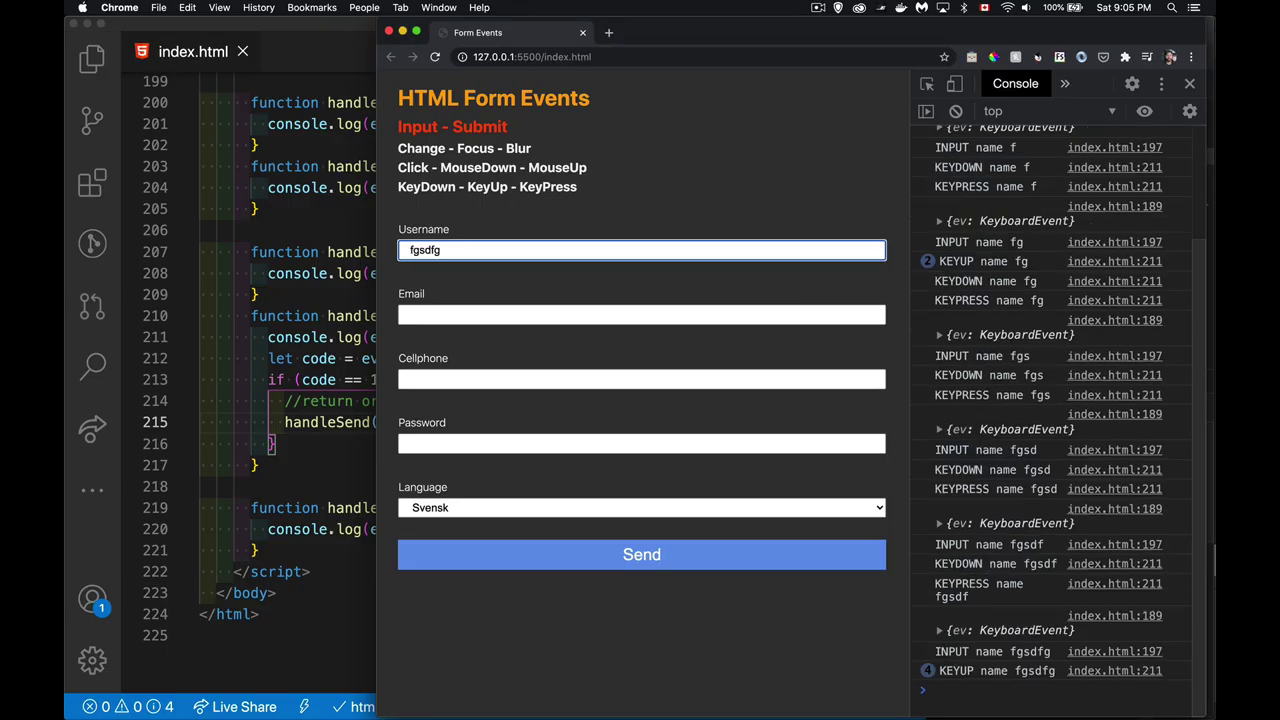 Chrome File Edit View History Bookmarks People Tab Window Help 100% Sat 9:05 PM
index.html
Form Events
127.0.0.1:5500/index.html
199
200 function handle
201 console.log(e
202 }
203 function handle
204 console.log(e
205 }
206
207 function handle
208 console.log(e
209 }
210 function handle
211 console.log(e
212 let code = ev
213 if (code == 1
214 //return or
215 handleSend(
216 }
217 }
218
219 function handle
220 console.log(e
221 }
222 </script>
223 </body>
224 </html>
225
1
0 0 4 Live Share htm
HTML Form Events
Input - Submit
Change - Focus - Blur
Click - MouseDown - MouseUp
KeyDown - KeyUp - KeyPress
Username
fgsdfg
Email
Cellphone
Password
Language
Svensk
Send
Console
top
{ev: KeyboardEvent}
INPUT name f index.html:197
KEYDOWN name f index.html:211
KEYPRESS name f index.html:211
index.html:189
{ev: KeyboardEvent}
INPUT name fg index.html:197
2 KEYUP name fg index.html:211
KEYDOWN name fg index.html:211
KEYPRESS name fg index.html:211
index.html:189
{ev: KeyboardEvent}
INPUT name fgs index.html:197
KEYDOWN name fgs index.html:211
KEYPRESS name fgs index.html:211
index.html:189
{ev: KeyboardEvent}
INPUT name fgsd index.html:197
KEYDOWN name fgsd index.html:211
KEYPRESS name fgsd index.html:211
index.html:189
{ev: KeyboardEvent}
INPUT name fgsdf index.html:197
KEYDOWN name fgsdf index.html:211
KEYPRESS name index.html:211
fgsdf
index.html:189
{ev: KeyboardEvent}
INPUT name fgsdfg index.html:197
4 KEYUP name fgsdfg index.html:211